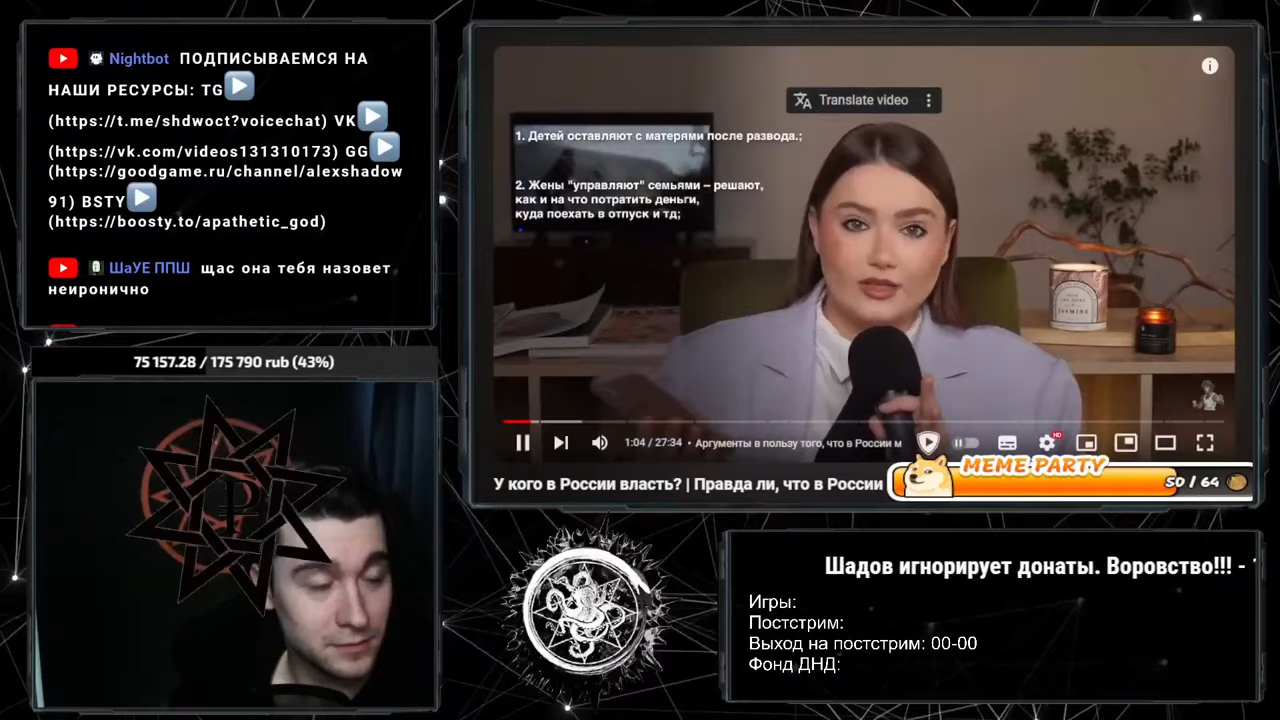 Nightbot ПОДПИСЫВАЕМСЯ НА
НАШИ РЕСУРСЫ: TG
(https://t.me/shdwoct?voicechat) VK
(https://vk.com/videos131310173) GG
(https://goodgame.ru/channel/alexshadow
91) BSTY
(https://boosty.to/apathetic_god)
ШаУЕ ППШ щас она тебя назовет
неиронично
75 157.28 / 175 790 rub (43%)
Translate video
1. Детей оставляют с матерями после развода.;
2. Жены "управляют" семьями – решают,
как и на что потратить деньги,
куда поехать в отпуск и тд;
JASMINE
1:04 / 27:34 • Аргументы в пользу того, что в России м
HD
MEME PARTY
50 / 64
У кого в России власть? | Правда ли, что в России
Шадов игнорирует донаты. Воровство!!! -
Игры:
Постстрим:
Выход на постстрим: 00-00
Фонд ДНД: